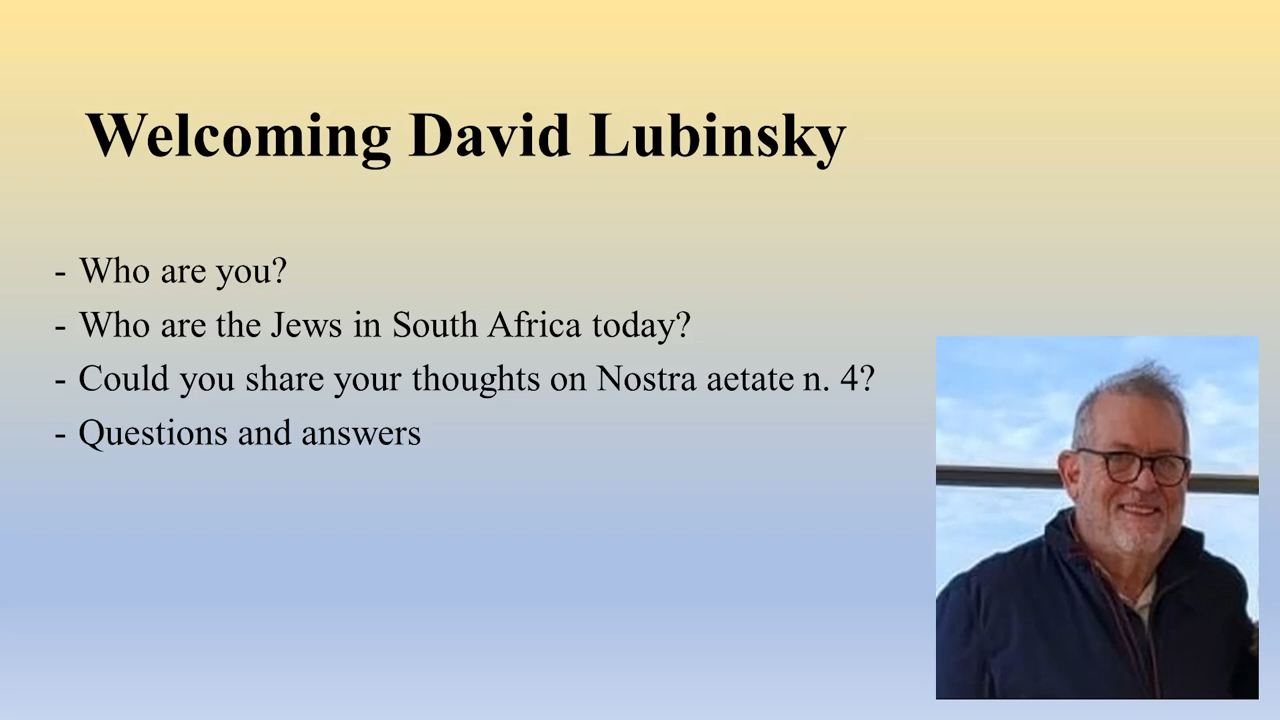 Welcoming David Lubinsky
- Who are you?
- Who are the Jews in South Africa today?
- Could you share your thoughts on Nostra aetate n. 4?
- Questions and answers